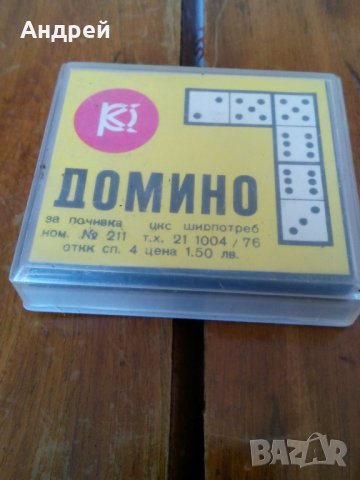 Андрей
ДОМИНО
за почивка цкс ширпотреб
ном. № 211 т.х. 21 1004/76
откк сп. 4 цена 1.50 лв.
BAZAR